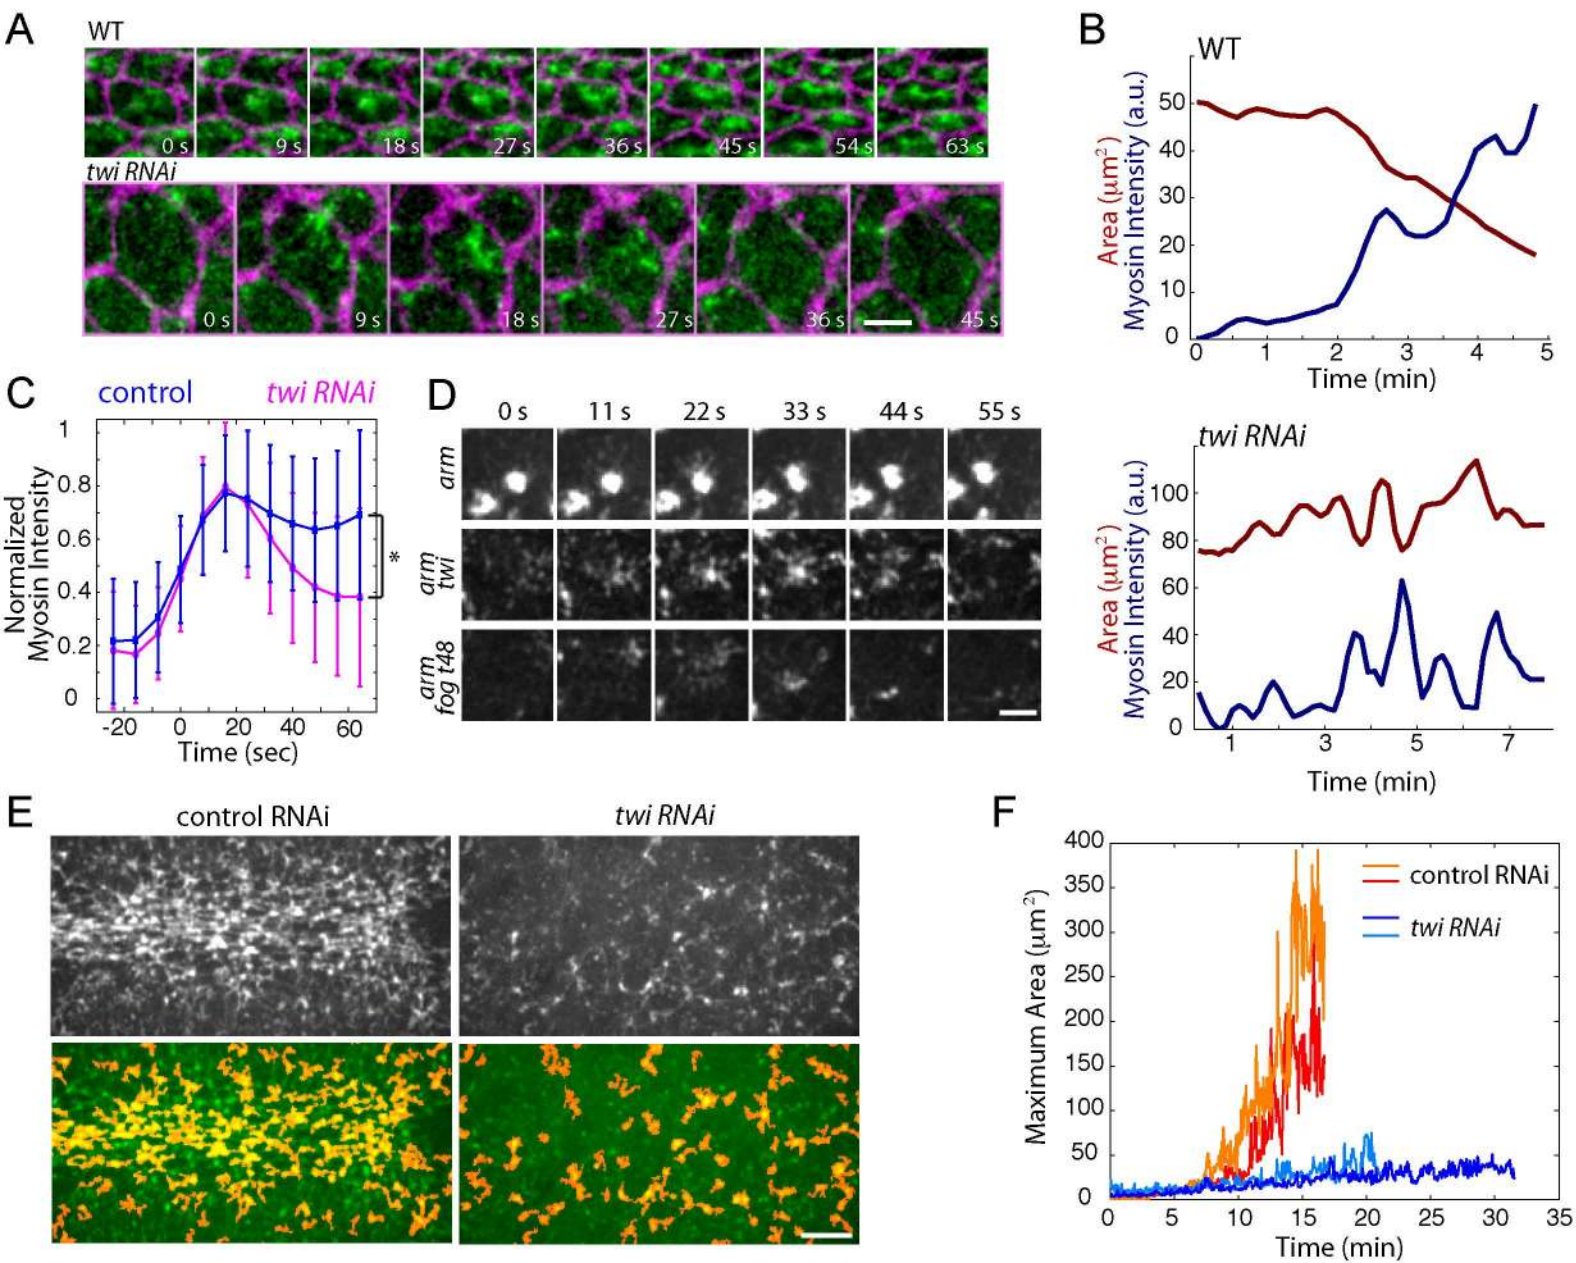 A
WT
0 s 9 s 18 s 27 s 36 s 45 s 54 s 63 s
twi RNAi
0 s 9 s 18 s 27 s 36 s 45 s
B
WT
Area (μm²)
Myosin Intensity (a.u.)
50
40
30
20
10
0
0 1 2 3 4 5
Time (min)
twi RNAi
Area (μm²)
Myosin Intensity (a.u.)
100
80
60
40
20
0
1 3 5 7
Time (min)
C
control twi RNAi
Normalized
Myosin Intensity
1
0.8
0.6
0.4
0.2
0
*
-20 0 20 40 60
Time (sec)
D
0 s 11 s 22 s 33 s 44 s 55 s
arm
arm
twi
arm
fog t48
E
control RNAi twi RNAi
F
Maximum Area (μm²)
400
350
300
250
200
150
100
50
0
control RNAi
twi RNAi
0 5 10 15 20 25 30 35
Time (min)